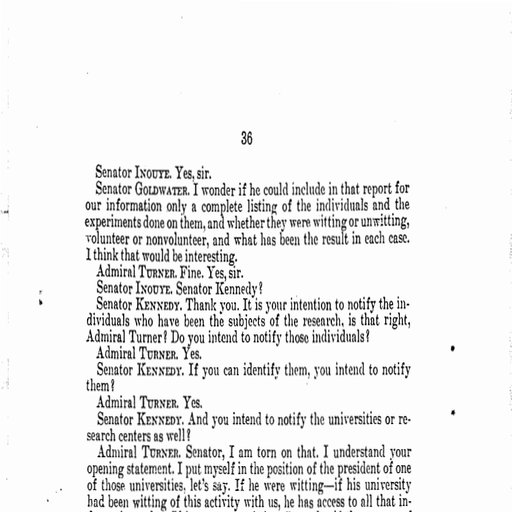 36
Senator INOUYE. Yes, sir.
Senator GOLDWATER. I wonder if he could include in that report for
our information only a complete listing of the individuals and the
experiments done on them, and whether they were witting or unwitting,
volunteer or nonvolunteer, and what has been the result in each case.
I think that would be interesting.
Admiral TURNER. Fine. Yes, sir.
Senator INOUYE. Senator Kennedy?
Senator KENNEDY. Thank you. It is your intention to notify the in-
dividuals who have been the subjects of the research, is that right,
Admiral Turner? Do you intend to notify those individuals?
Admiral TURNER. Yes.
Senator KENNEDY. If you can identify them, you intend to notify
them?
Admiral TURNER. Yes.
Senator KENNEDY. And you intend to notify the universities or re-
search centers as well?
Admiral TURNER. Senator, I am torn on that. I understand your
opening statement. I put myself in the position of the president of one
of those universities, let's say. If he were witting—if his university
had been witting of this activity with us, he has access to all that in-